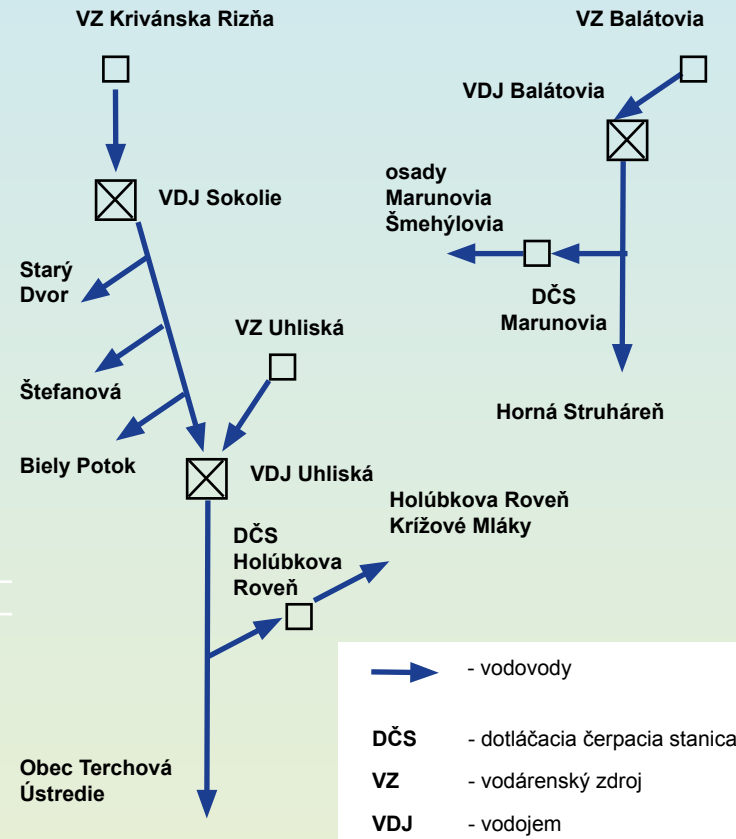 VZ Krivánska Rizňa
VZ Balátovia
VDJ Balátovia
VDJ Sokolie
osady
Marunovia
Šmehýlovia
Starý
Dvor
DČS
Marunovia
VZ Uhliská
Štefanová
Horná Struháreň
Biely Potok
VDJ Uhliská
Holúbkova Roveň
Krížové Mláky
DČS
Holúbkova
Roveň
Obec Terchová
Ústredie
- vodovody
DČS - dotláčacia čerpacia stanica
VZ - vodárenský zdroj
VDJ - vodojem